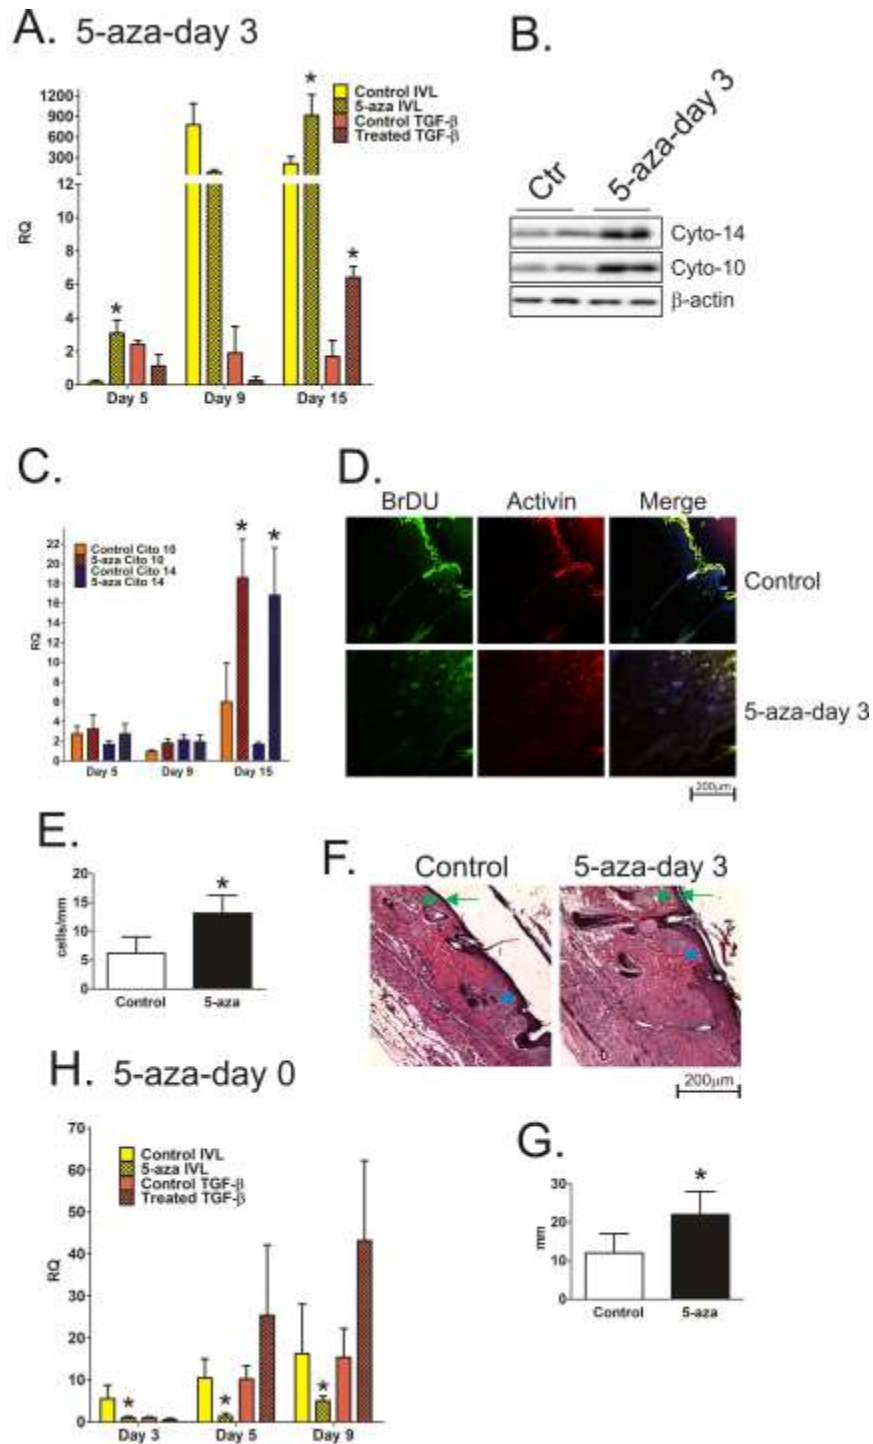 A. 5-aza-day 3
RQ
1200
900
600
300
12
10
8
6
4
2
0
*
*
*
Control IVL
5-aza IVL
Control TGF-β
Treated TGF-β
Day 5 Day 9 Day 15
B.
Ctr 5-aza-day 3
Cyto-14
Cyto-10
β-actin
C.
RQ
22
20
18
16
14
12
10
8
6
4
2
0
* *
Control Cito 10
5-aza Cito 10
Control Cito 14
5-aza Cito 14
Day 5 Day 9 Day 15
D.
BrDU Activin Merge
Control
5-aza-day 3
200μm
E.
cells/mm
20
15
10
5
0
*
Control 5-aza
F.
Control 5-aza-day 3
200μm
H. 5-aza-day 0
RQ
70
60
50
40
30
20
10
0
Control IVL
5-aza IVL
Control TGF-β
Treated TGF-β
* * *
Day 3 Day 5 Day 9
G.
mm
30
20
10
0
*
Control 5-aza